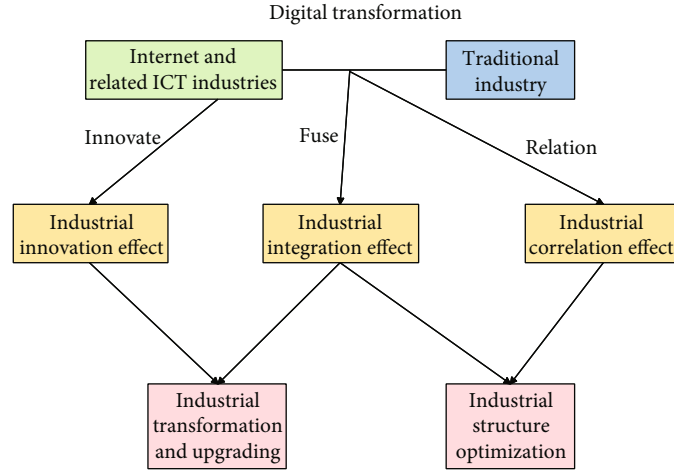 Digital transformation
Internet and
related ICT industries
Traditional
industry
Innovate
Fuse
Relation
Industrial
innovation effect
Industrial
integration effect
Industrial
correlation effect
Industrial
transformation
and upgrading
Industrial
structure
optimization